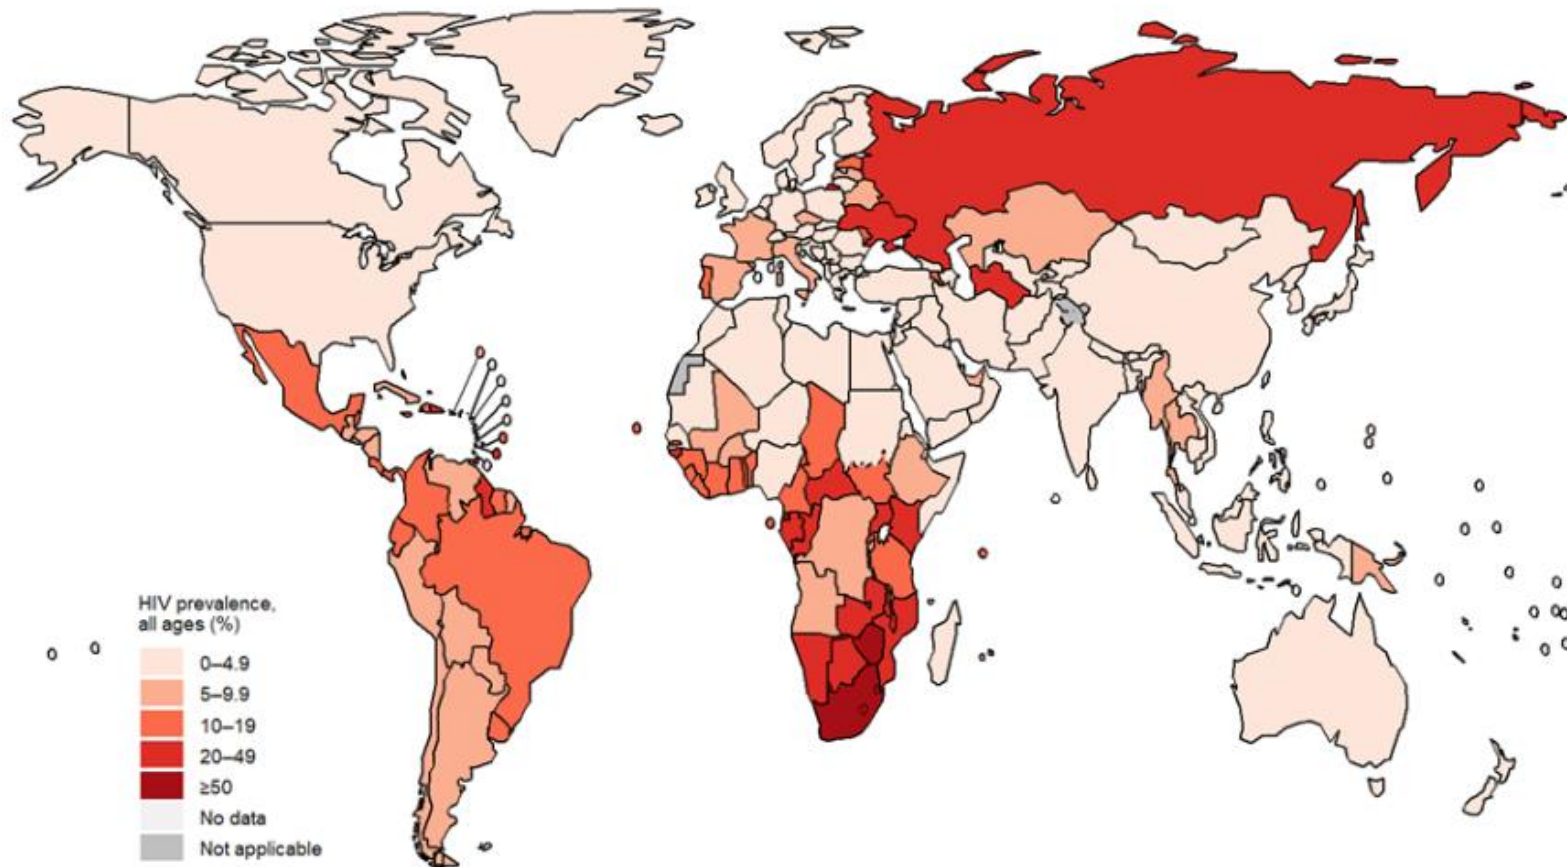 HIV prevalence,
all ages (%)
0–4.9
5–9.9
10–19
20–49
≥50
No data
Not applicable